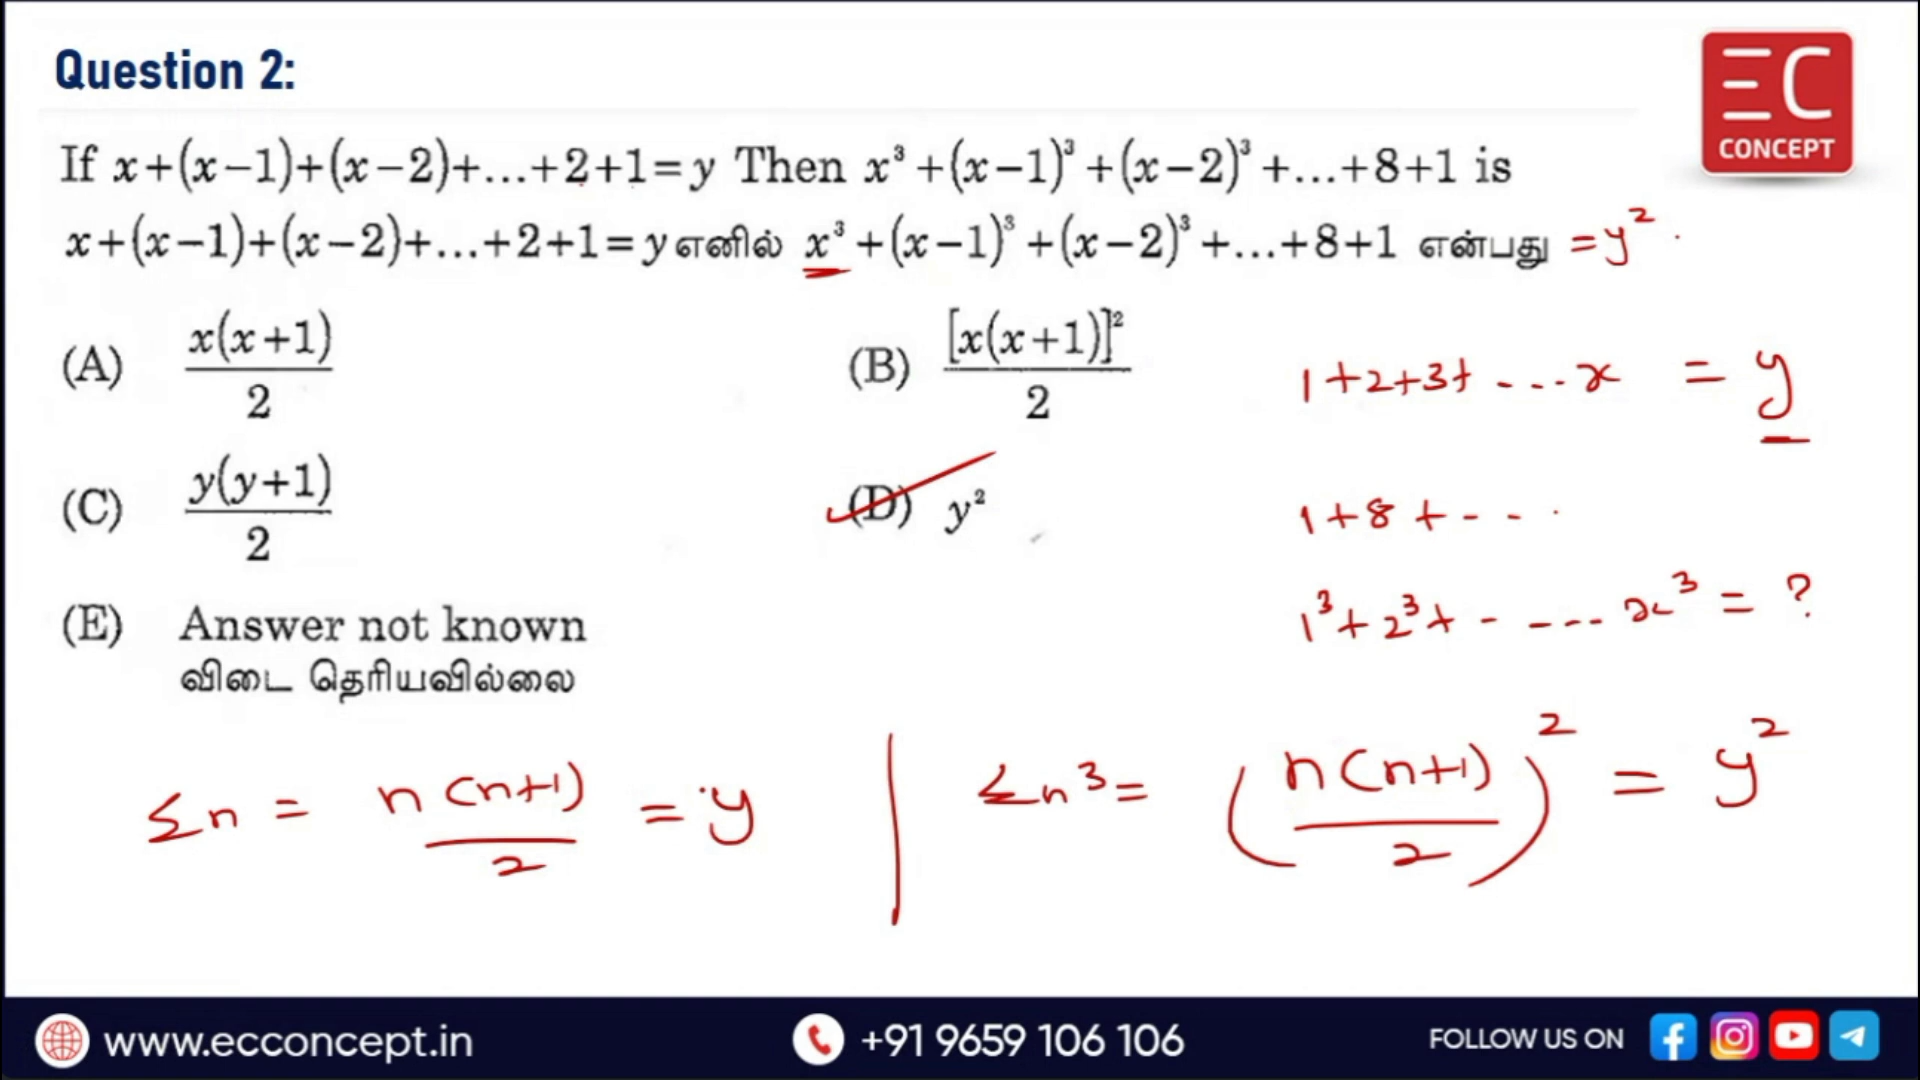 Question 2:
EC
CONCEPT
If x+(x−1)+(x−2)+...+2+1=y Then x³+(x−1)³+(x−2)³+...+8+1 is
x+(x−1)+(x−2)+...+2+1=y எனில் x³+(x−1)³+(x−2)³+...+8+1 என்பது =y².
(A) x(x+1)/2 (B) [x(x+1)]²/2
1+2+3+ - - - x = y
(C) y(y+1)/2 (D) y²
1+8+- - -
1³+2³+- - - - - x³ = ?
(E) Answer not known
விடை தெரியவில்லை
Σn = n(n+1)/2 = y
Σn³ = (n(n+1)/2)² = y²
www.ecconcept.in +91 9659 106 106 FOLLOW US ON